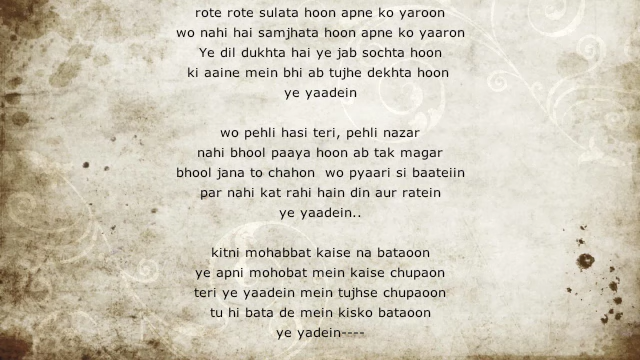 rote rote sulata hoon apne ko yaroon
wo nahi hai samjhata hoon apne ko yaaron
Ye dil dukhta hai ye jab sochta hoon
ki aaine mein bhi ab tujhe dekhta hoon
ye yaadein
wo pehli hasi teri, pehli nazar
nahi bhool paaya hoon ab tak magar
bhool jana to chahon  wo pyaari si baateiin
par nahi kat rahi hain din aur ratein
ye yaadein..
kitni mohabbat kaise na bataoon
ye apni mohobat mein kaise chupaon
teri ye yaadein mein tujhse chupaoon
tu hi bata de mein kisko bataoon
ye yadein----